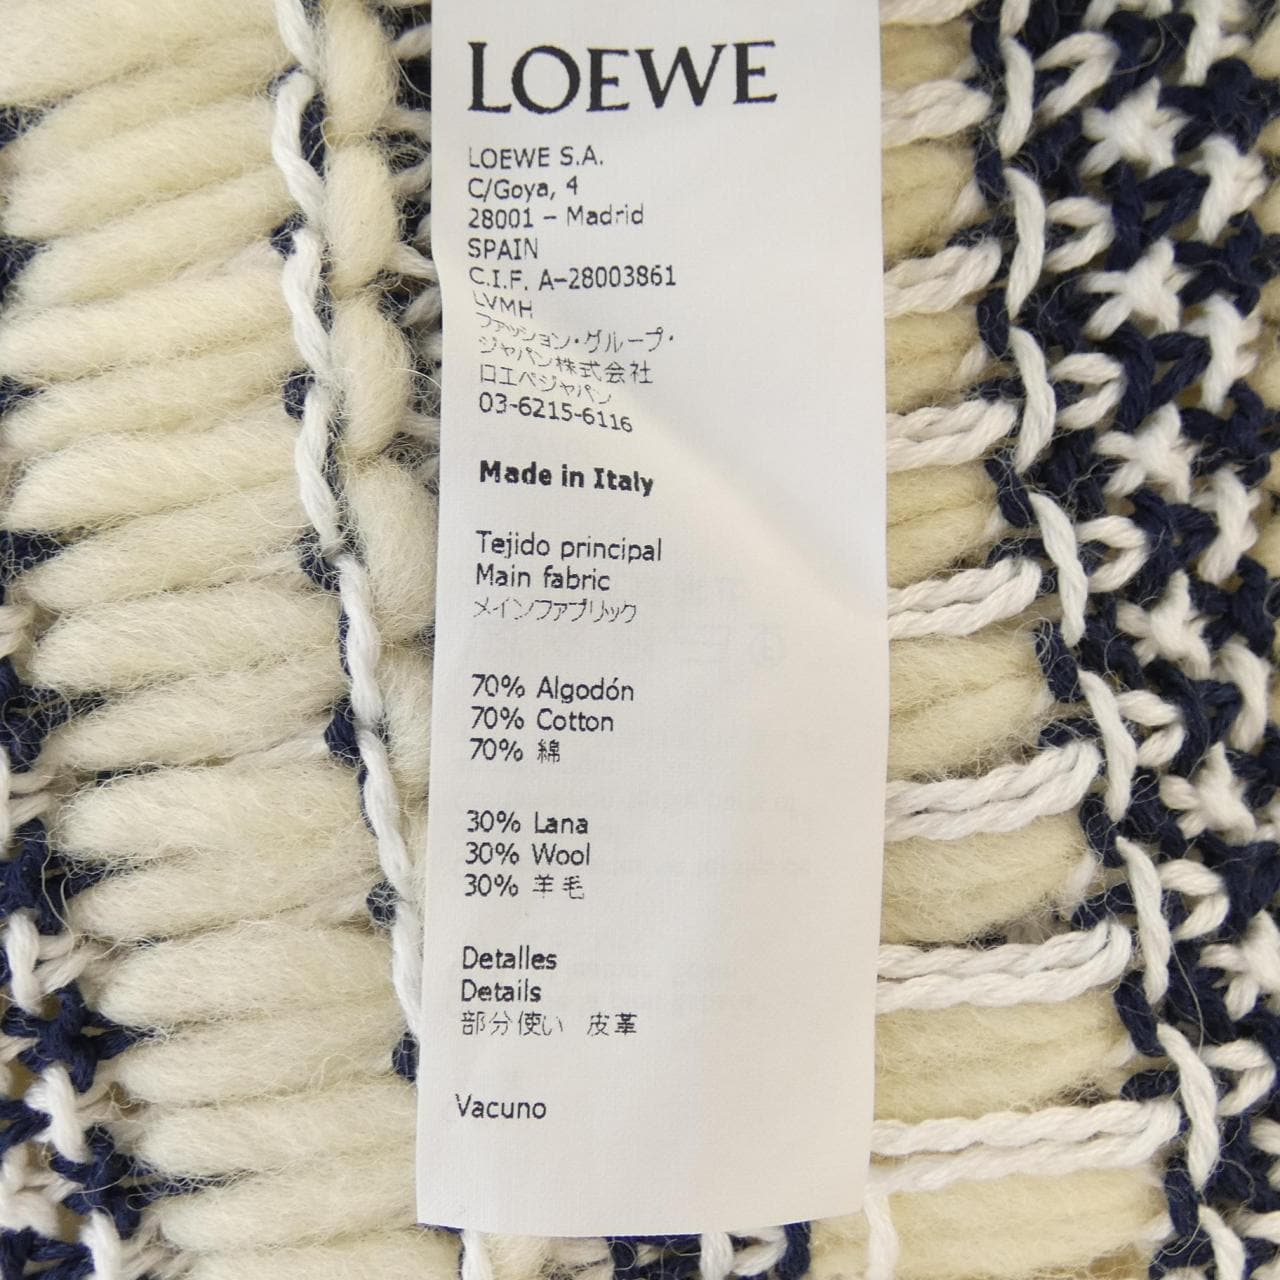 LOEWE
LOEWE S.A.
C/Goya, 4
28001 – Madrid
SPAIN
C.I.F. A-28003861
LVMH
ファッション・グループ・
ジャパン株式会社
ロエベジャパン
03-6215-6116
Made in Italy
Tejido principal
Main fabric
メインファブリック
70% Algodón
70% Cotton
70% 綿
30% Lana
30% Wool
30% 羊毛
Detalles
Details
部分使い 皮革
Vacuno